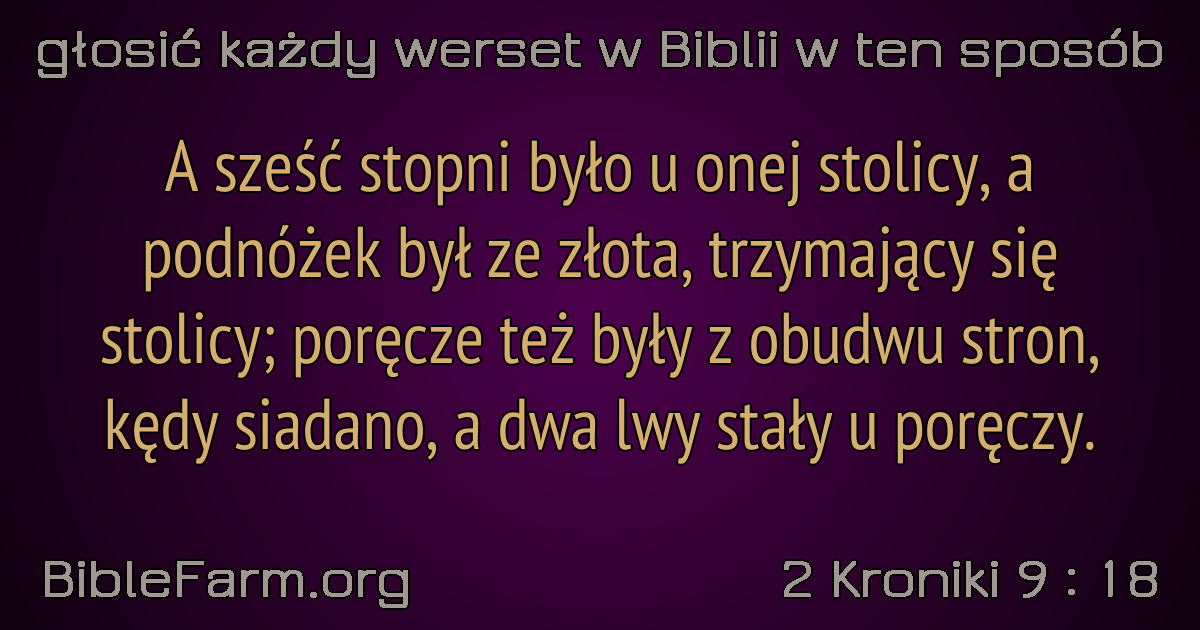 głosić każdy werset w Biblii w ten sposób
A sześć stopni było u onej stolicy, a
podnóżek był ze złota, trzymający się
stolicy; poręcze też były z obudwu stron,
kędy siadano, a dwa lwy stały u poręczy.
BibleFarm.org
2 Kroniki 9 : 18